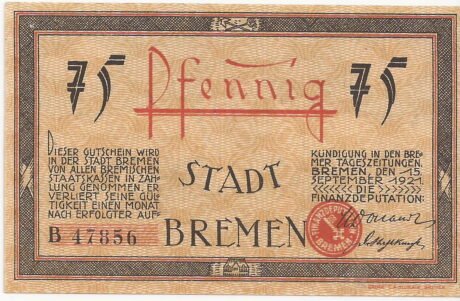 75 Pfennig 75
DIESER GUTSCHEIN WIRD
IN DER STADT BREMEN
VON ALLEN BREMISCHEN
STAATSKASSEN IN ZAH-
LUNG GENOMMEN. ER
VERLIERT SEINE GÜL-
TIGKEIT EINEN MONAT
NACH ERFOLGTER AUF-
B 47856
STADT
BREMEN
KÜNDIGUNG IN DEN BRE-
MER TAGESZEITUNGEN.
BREMEN, DEN 15.
SEPTEMBER 1921
DIE
FINANZDEPUTATION:
FINANZDEPUTATION
BREMEN